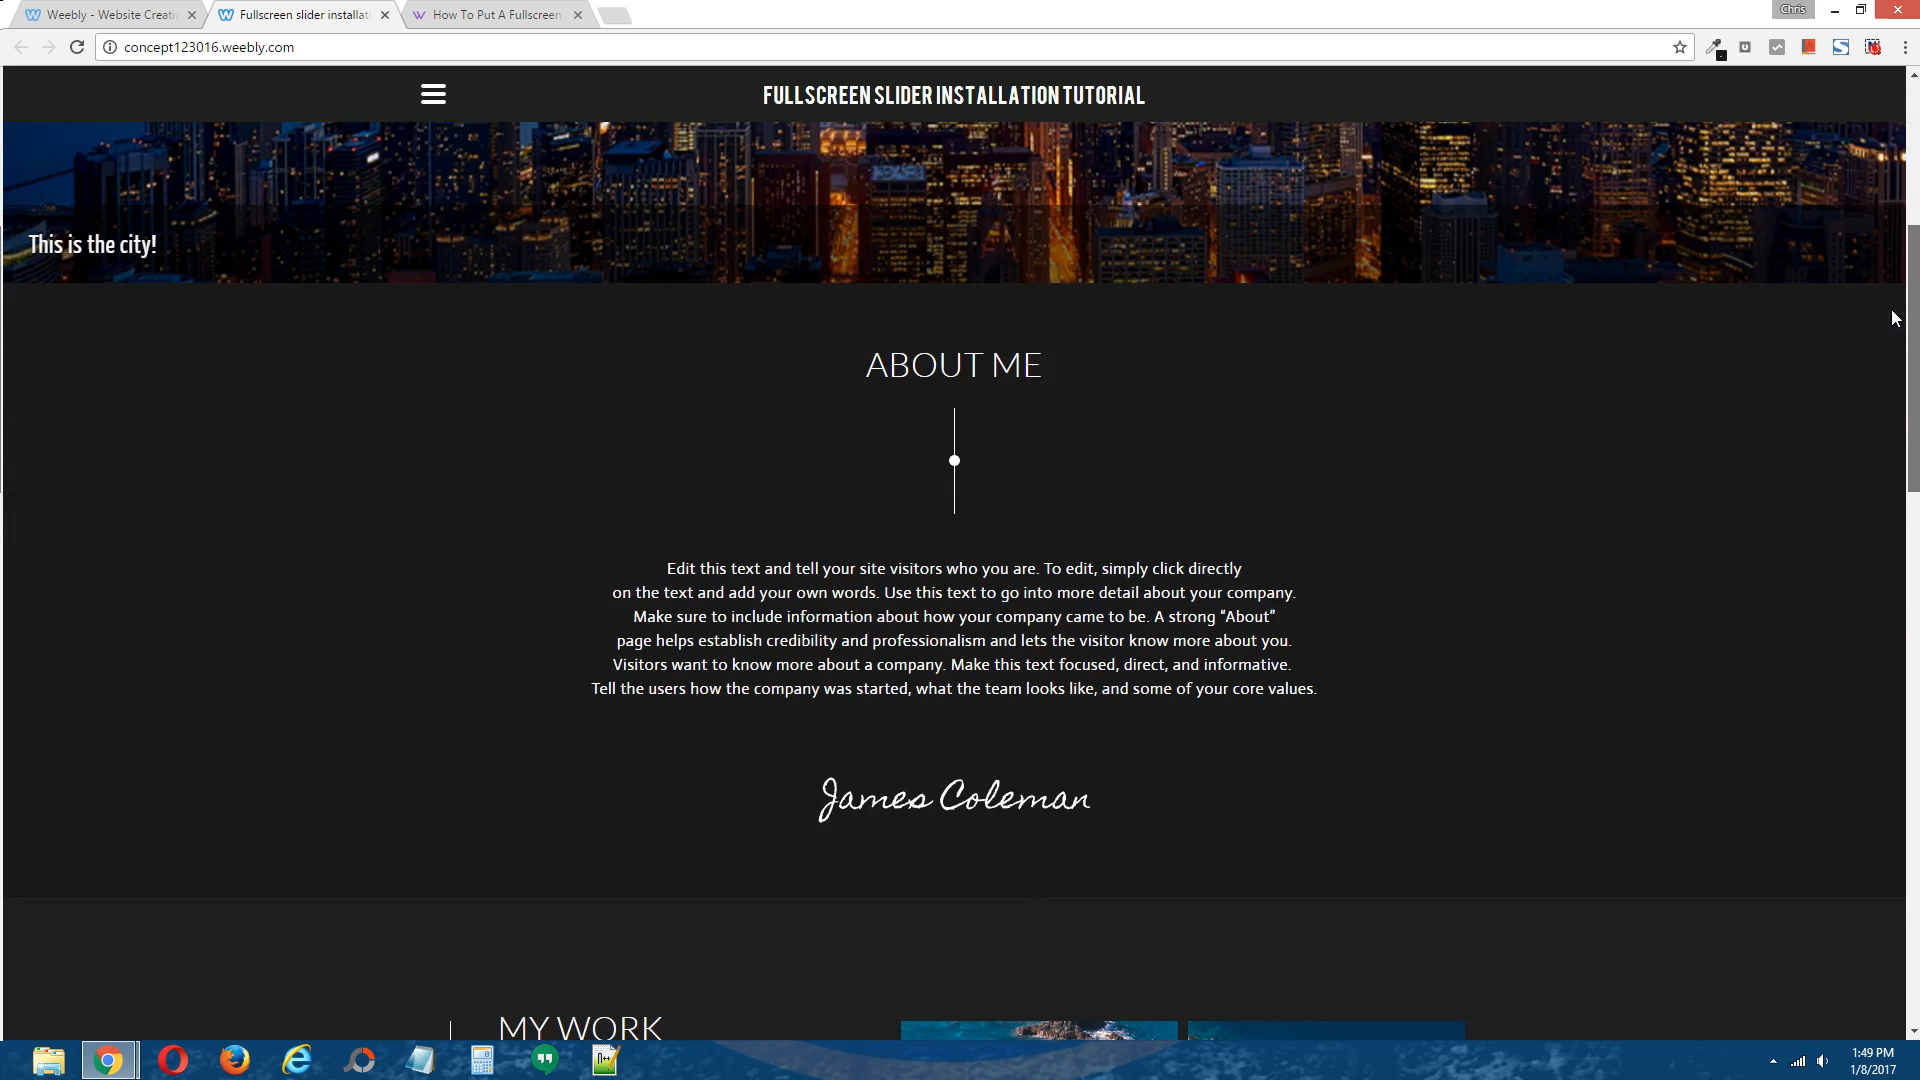 Weebly - Website Creatio
Fullscreen slider installati
How To Put A Fullscreen
Chris
concept123016.weebly.com
FULLSCREEN SLIDER INSTALLATION TUTORIAL
This is the city!
ABOUT ME
Edit this text and tell your site visitors who you are. To edit, simply click directly
on the text and add your own words. Use this text to go into more detail about your company.
Make sure to include information about how your company came to be. A strong “About”
page helps establish credibility and professionalism and lets the visitor know more about you.
Visitors want to know more about a company. Make this text focused, direct, and informative.
Tell the users how the company was started, what the team looks like, and some of your core values.
James Coleman
MY WORK
1:49 PM
1/8/2017